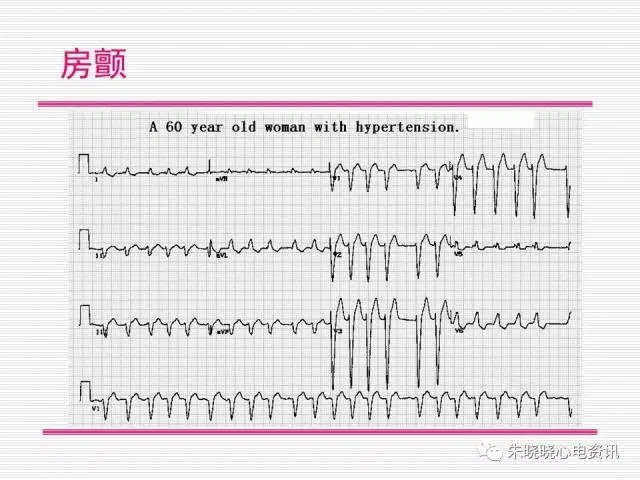 房颤
A 60 year old woman with hypertension.
I aVR V1 V4
II aVL V2 V5
III aVF V3 V6
V1
朱晓晓心电资讯